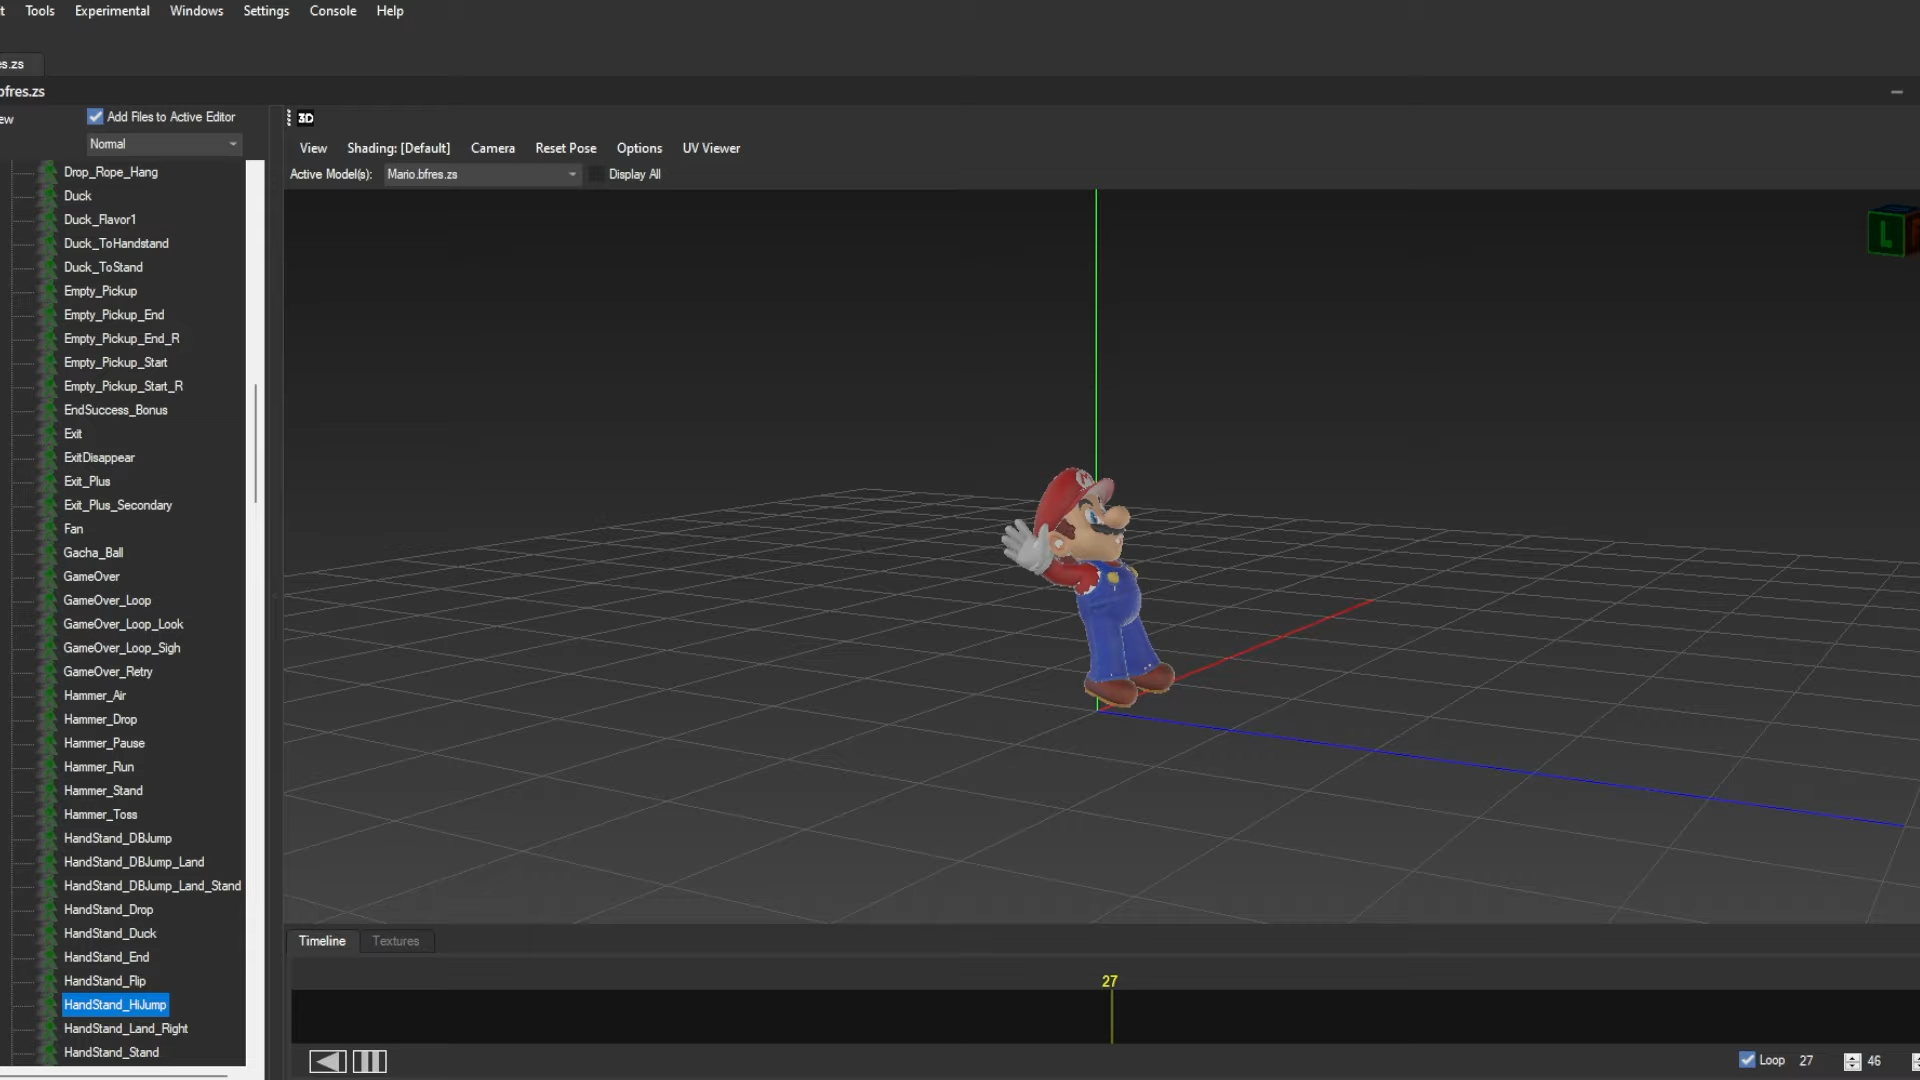 t Tools Experimental Windows Settings Console Help
es.zs
bfres.zs
ew
Add Files to Active Editor
Normal
Drop_Rope_Hang
Duck
Duck_Flavor1
Duck_ToHandstand
Duck_ToStand
Empty_Pickup
Empty_Pickup_End
Empty_Pickup_End_R
Empty_Pickup_Start
Empty_Pickup_Start_R
EndSuccess_Bonus
Exit
ExitDisappear
Exit_Plus
Exit_Plus_Secondary
Fan
Gacha_Ball
GameOver
GameOver_Loop
GameOver_Loop_Look
GameOver_Loop_Sigh
GameOver_Retry
Hammer_Air
Hammer_Drop
Hammer_Pause
Hammer_Run
Hammer_Stand
Hammer_Toss
HandStand_DBJump
HandStand_DBJump_Land
HandStand_DBJump_Land_Stand
HandStand_Drop
HandStand_Duck
HandStand_End
HandStand_Flip
HandStand_HiJump
HandStand_Land_Right
HandStand_Stand
3D
View Shading: [Default] Camera Reset Pose Options UV Viewer
Active Model(s): Mario.bfres.zs Display All
L
M
Timeline Textures
27
Loop 27 46